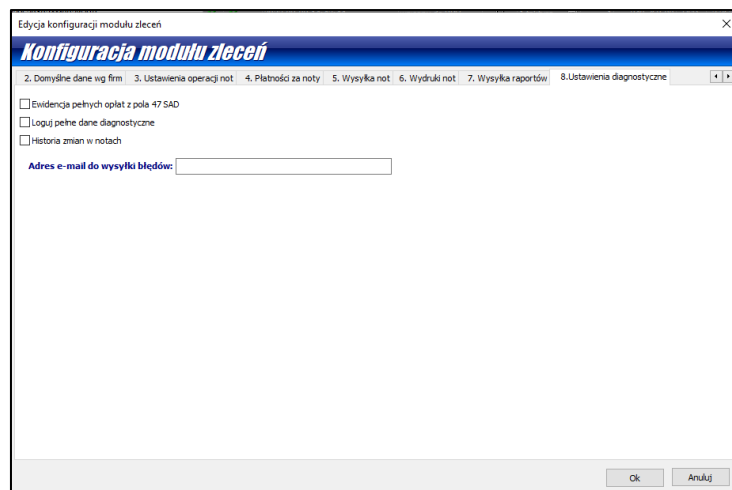 Edycja konfiguracji modułu zleceń
Konfiguracja modułu zleceń
2. Domyślne dane wg firm 3. Ustawienia operacji not 4. Płatności za noty 5. Wysyłka not 6. Wydruki not 7. Wysyłka raportów 8.Ustawienia diagnostyczne
Ewidencja pełnych opłat z pola 47 SAD
Loguj pełne dane diagnostyczne
Historia zmian w notach
Adres e-mail do wysyłki błędów:
Ok Anuluj